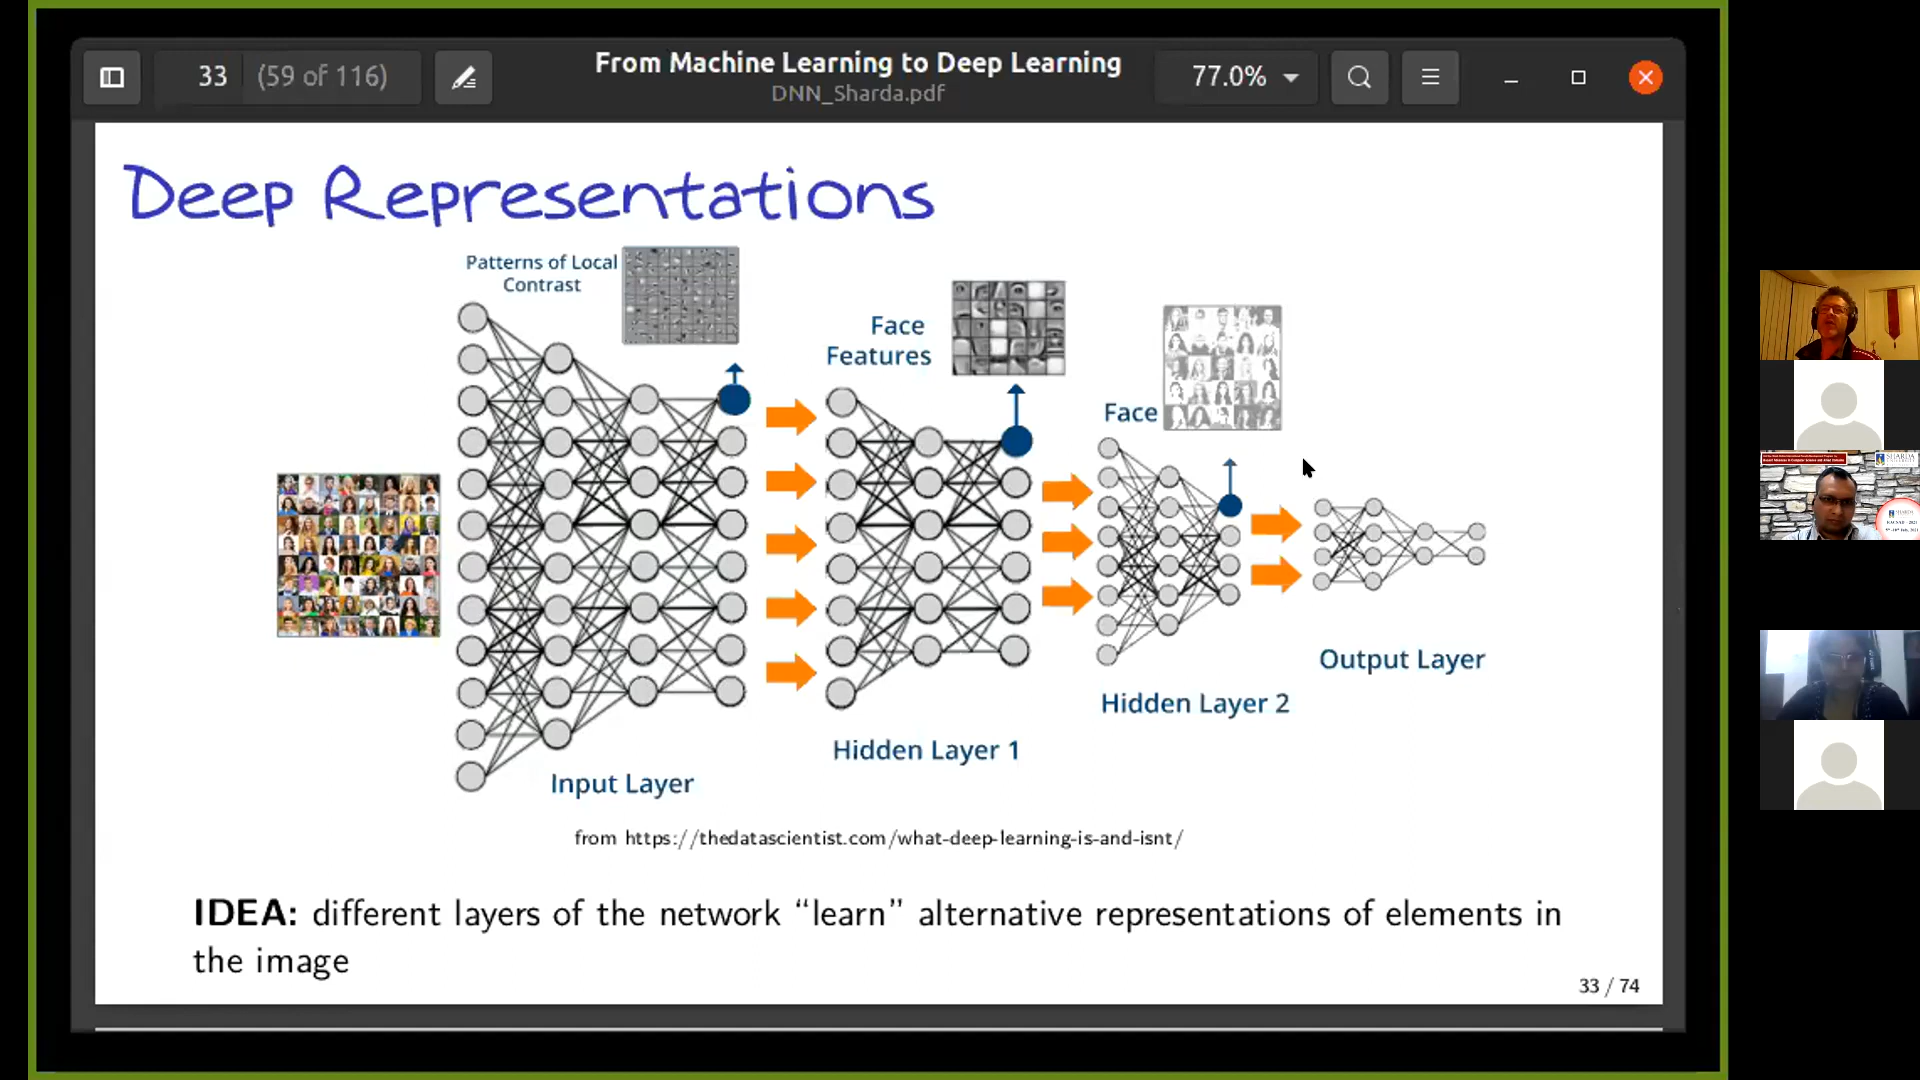 33
(59 of 116)
From Machine Learning to Deep Learning
DNN_Sharda.pdf
77.0%
Deep Representations
Patterns of Local
Contrast
Face
Features
Face
Output Layer
Hidden Layer 2
Hidden Layer 1
Input Layer
from https://thedatascientist.com/what-deep-learning-is-and-isnt/
IDEA: different layers of the network “learn” alternative representations of elements in
the image
33 / 74
SHARDA